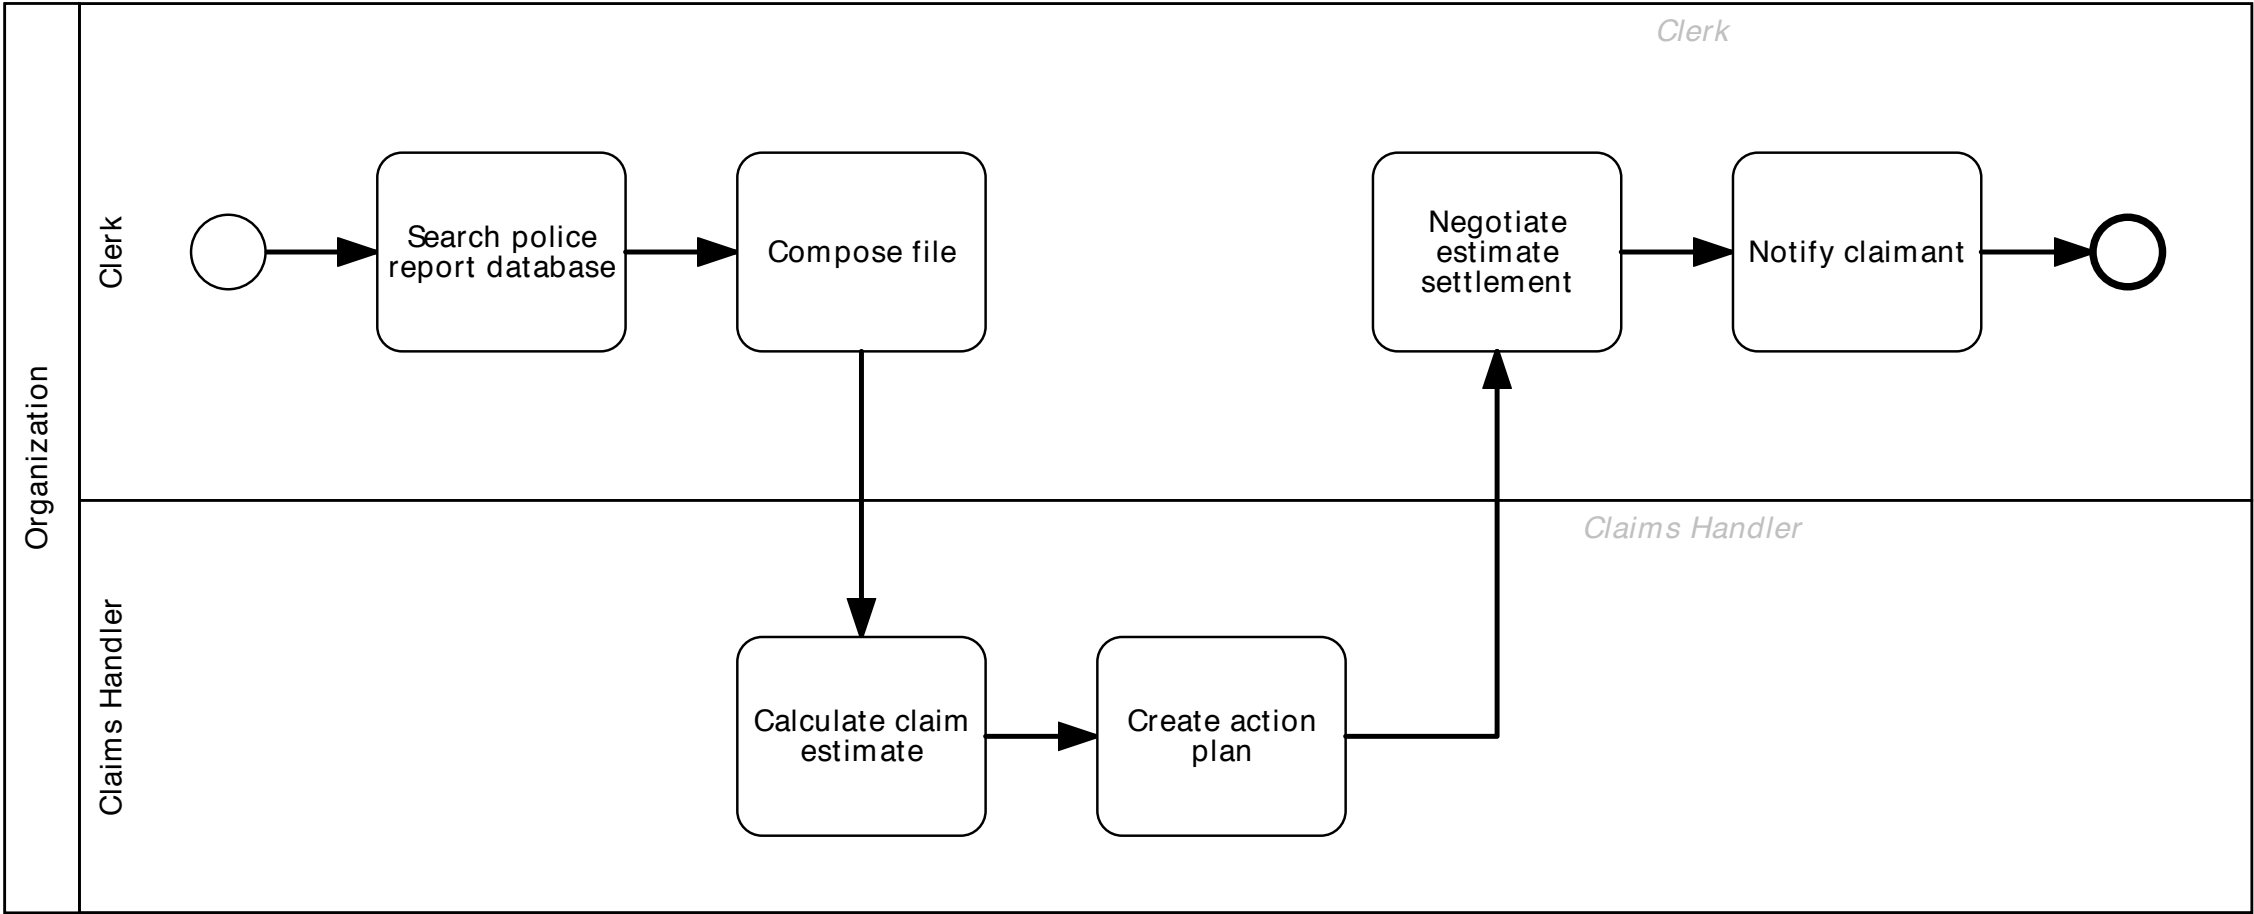 Organization
Clerk
Clerk
Search police
report database
Compose file
Negotiate
estimate
settlement
Notify claimant
Claims Handler
Claims Handler
Calculate claim
estimate
Create action
plan